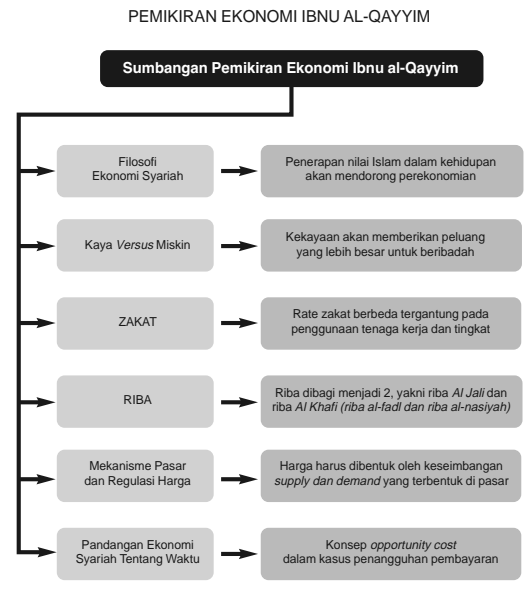 PEMIKIRAN EKONOMI IBNU AL-QAYYIM
Sumbangan Pemikiran Ekonomi Ibnu al-Qayyim
Filosofi
Ekonomi Syariah
Penerapan nilai Islam dalam kehidupan
akan mendorong perekonomian
Kaya Versus Miskin
Kekayaan akan memberikan peluang
yang lebih besar untuk beribadah
ZAKAT
Rate zakat berbeda tergantung pada
penggunaan tenaga kerja dan tingkat
RIBA
Riba dibagi menjadi 2, yakni riba Al Jali dan
riba Al Khafi (riba al-fadl dan riba al-nasiyah)
Mekanisme Pasar
dan Regulasi Harga
Harga harus dibentuk oleh keseimbangan
supply dan demand yang terbentuk di pasar
Pandangan Ekonomi
Syariah Tentang Waktu
Konsep opportunity cost
dalam kasus penangguhan pembayaran